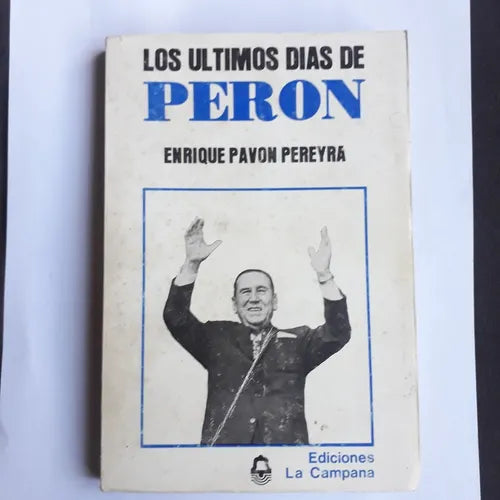 LOS ULTIMOS DIAS DE
PERON
ENRIQUE PAVON PEREYRA
Ediciones
La Campana